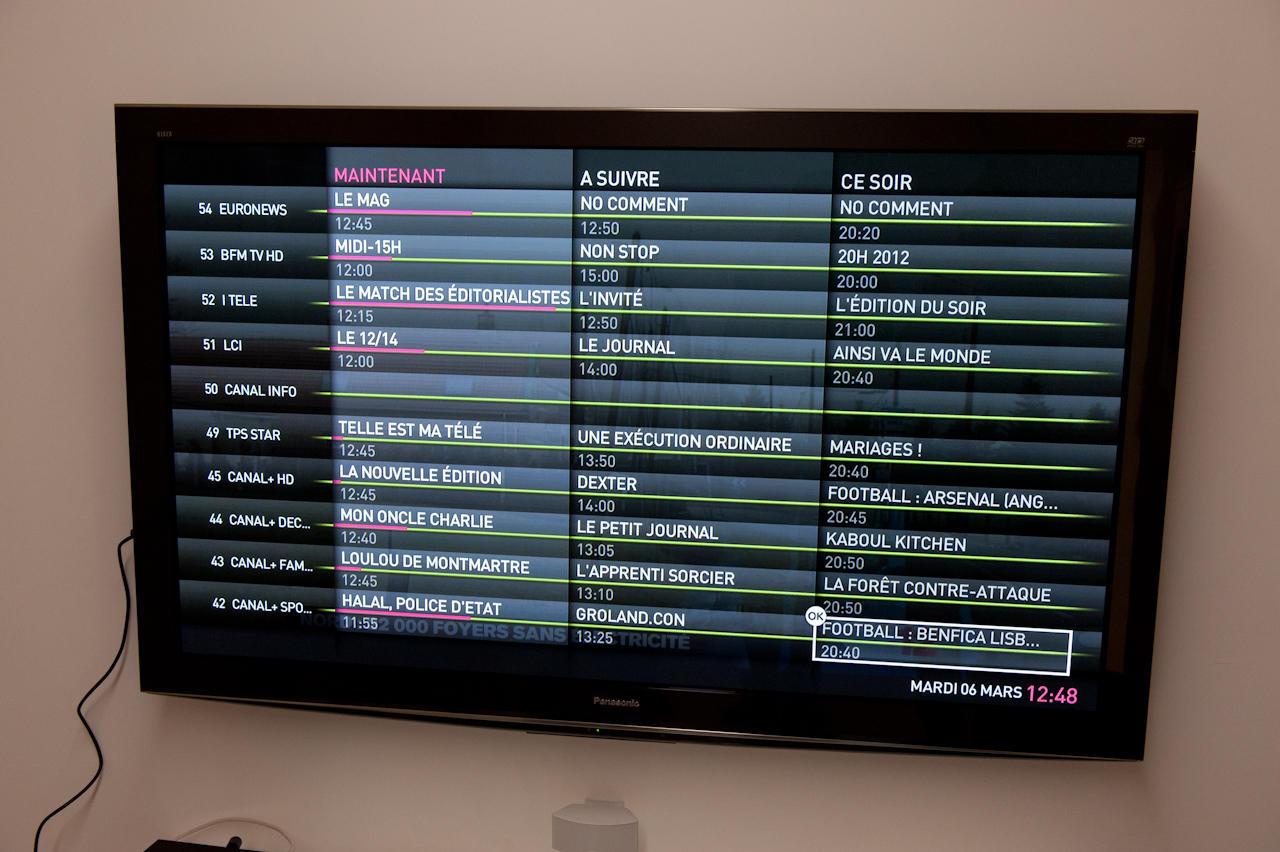 MAINTENANT A SUIVRE CE SOIR
54 EURONEWS LE MAG NO COMMENT NO COMMENT
12:45 12:50 20:20
53 BFM TV HD MIDI-15H NON STOP 20H 2012
12:00 15:00 20:00
52 I TELE LE MATCH DES ÉDITORIALISTES L'INVITÉ L'ÉDITION DU SOIR
12:15 12:50 21:00
51 LCI LE 12/14 LE JOURNAL AINSI VA LE MONDE
12:00 14:00 20:40
50 CANAL INFO
49 TPS STAR TELLE EST MA TÉLÉ UNE EXÉCUTION ORDINAIRE MARIAGES !
12:45 13:50 20:40
45 CANAL+ HD LA NOUVELLE ÉDITION DEXTER FOOTBALL : ARSENAL (ANG...
12:45 14:00 20:45
44 CANAL+ DEC... MON ONCLE CHARLIE LE PETIT JOURNAL KABOUL KITCHEN
12:40 13:05 20:50
43 CANAL+ FAM... LOULOU DE MONTMARTRE L'APPRENTI SORCIER LA FORÊT CONTRE-ATTAQUE
12:45 13:10 20:50
42 CANAL+ SPO... HALAL, POLICE D'ETAT GROLAND.CON OK FOOTBALL : BENFICA LISB...
11:55 13:25 20:40
2 000 FOYERS SANS
MARDI 06 MARS 12:48
Panasonic